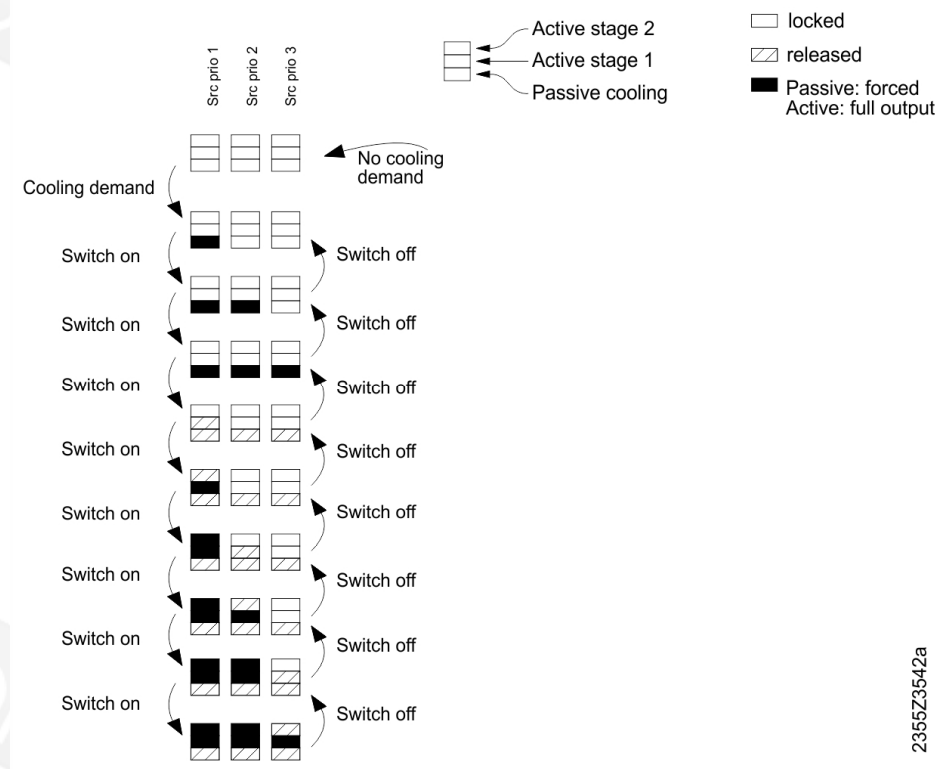 Src prio 1
Src prio 2
Src prio 3
Active stage 2
Active stage 1
Passive cooling
locked
released
Passive: forced
Active: full output
No cooling
demand
Cooling demand
Switch on
Switch off
Switch on
Switch off
Switch on
Switch off
Switch on
Switch off
Switch on
Switch off
Switch on
Switch off
Switch on
Switch off
Switch on
Switch off
2355Z3542a